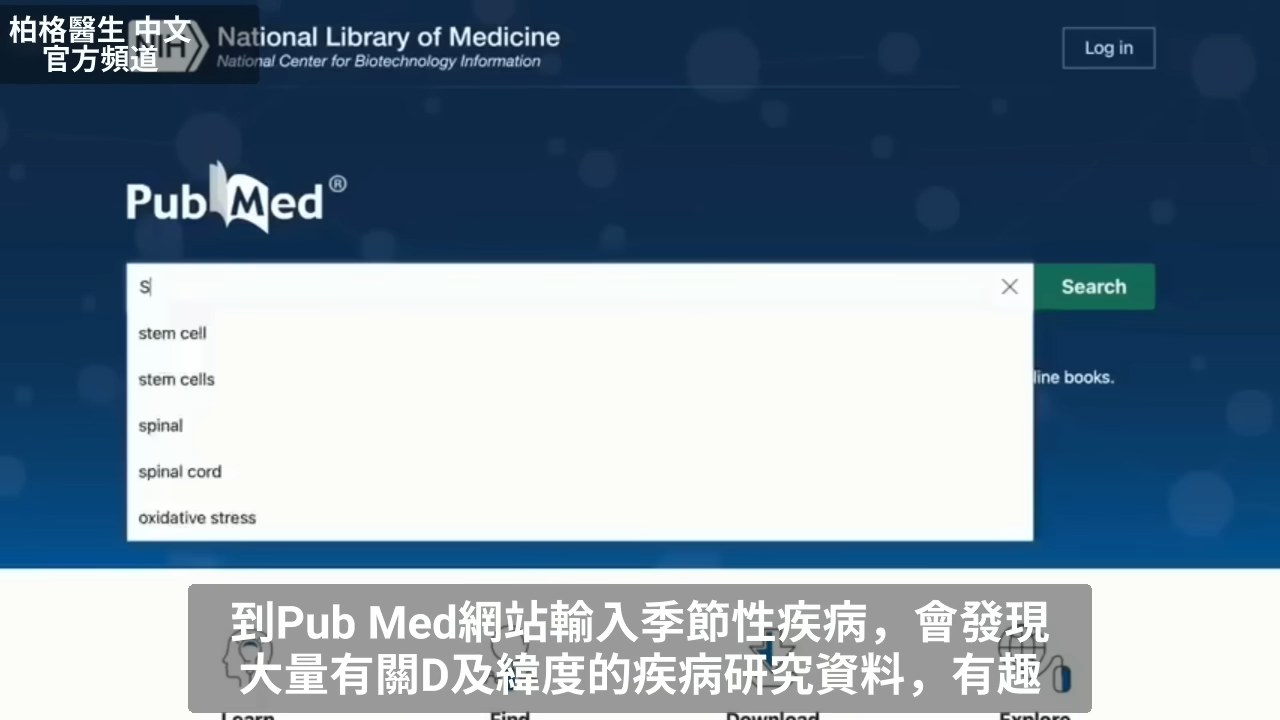 柏格醫生 中文
官方頻道
NIH
National Library of Medicine
National Center for Biotechnology Information
Log in
PubMed®
S
Search
stem cell
stem cells
line books.
spinal
spinal cord
oxidative stress
到Pub Med網站輸入季節性疾病，會發現
大量有關D及緯度的疾病研究資料，有趣
Learn
Find
Download
Explore